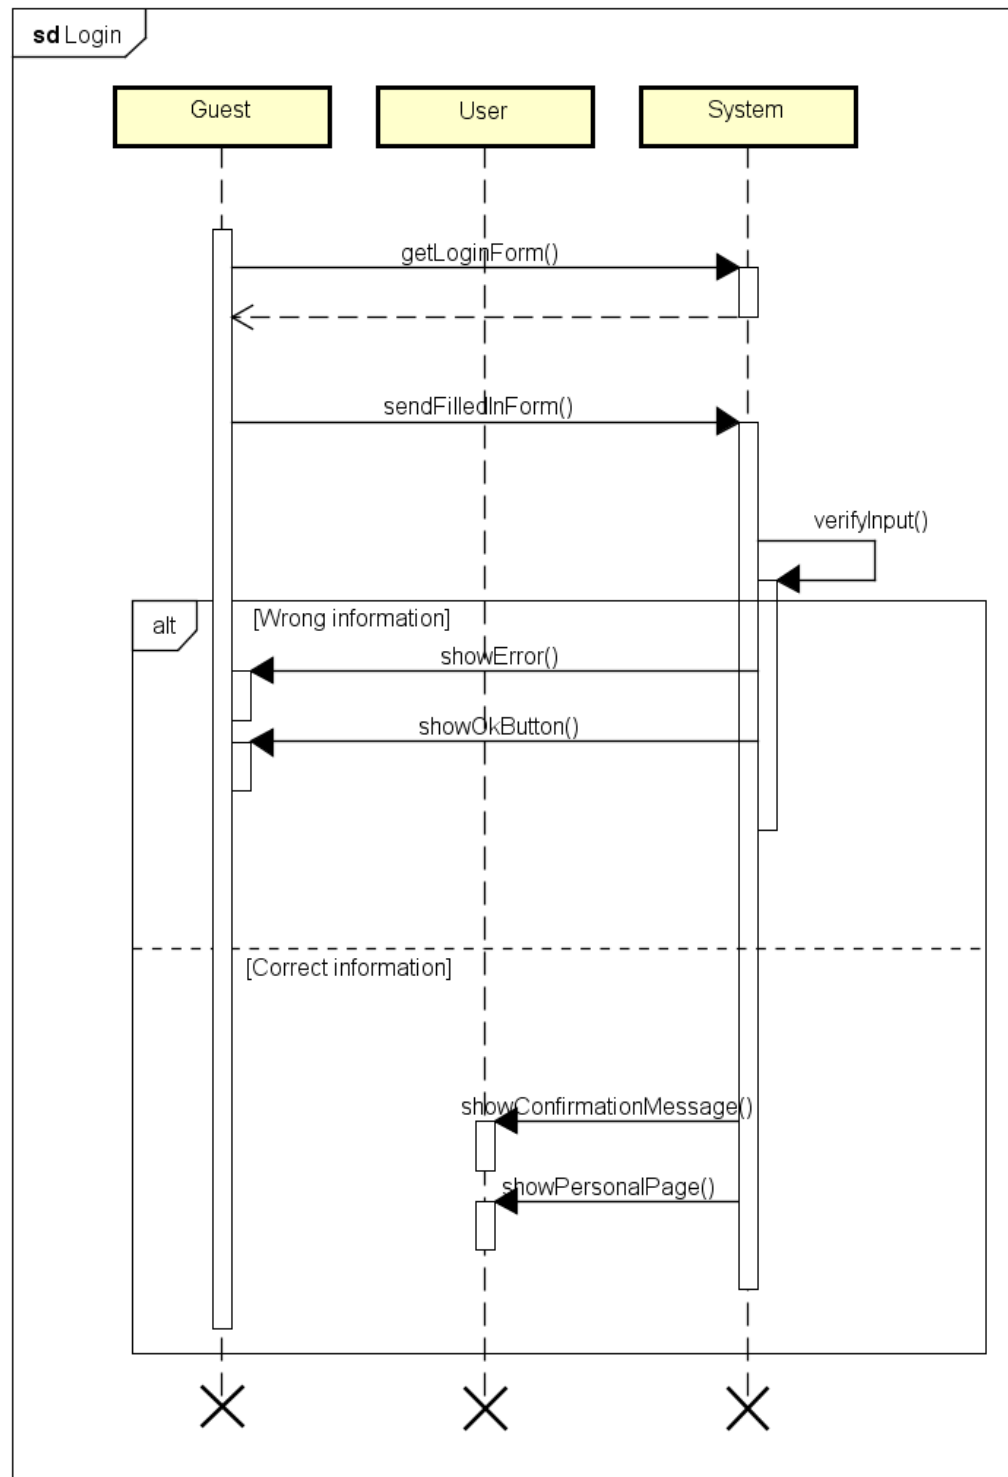 sd Login
Guest
User
System
getLoginForm()
sendFilledInForm()
verifyInput()
alt
[Wrong information]
showError()
showOkButton()
[Correct information]
showConfirmationMessage()
showPersonalPage()